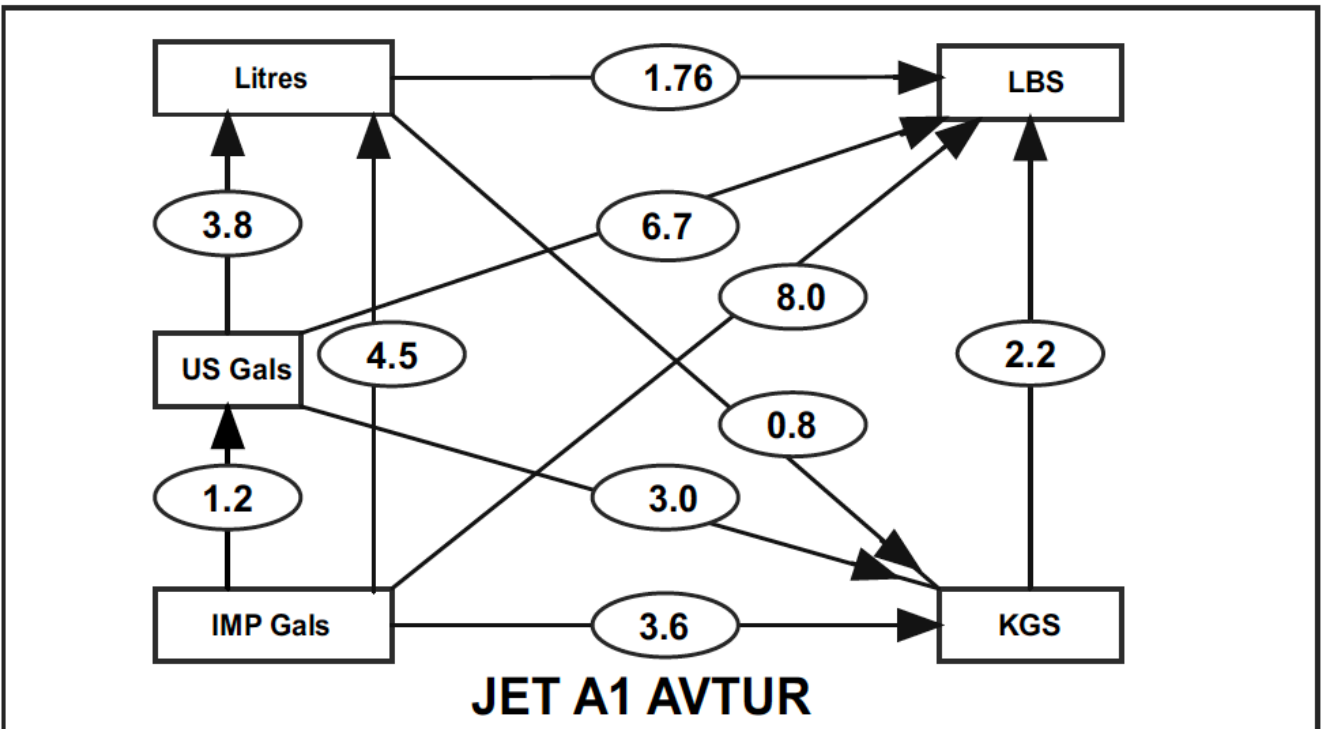 Litres
1.76
LBS
3.8
6.7
8.0
US Gals
4.5
2.2
0.8
1.2
3.0
IMP Gals
3.6
KGS
JET A1 AVTUR